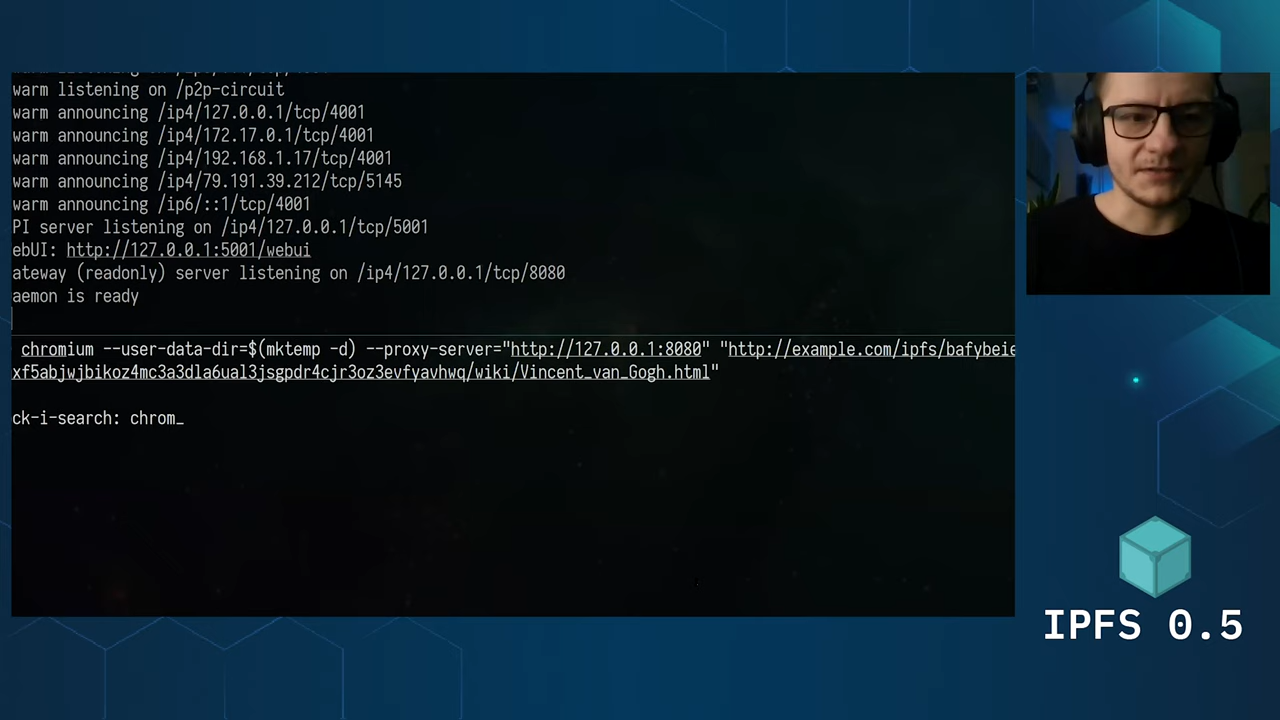 warm listening on /p2p-circuit
warm announcing /ip4/127.0.0.1/tcp/4001
warm announcing /ip4/172.17.0.1/tcp/4001
warm announcing /ip4/192.168.1.17/tcp/4001
warm announcing /ip4/79.191.39.212/tcp/5145
warm announcing /ip6/::1/tcp/4001
PI server listening on /ip4/127.0.0.1/tcp/5001
ebUI: http://127.0.0.1:5001/webui
ateway (readonly) server listening on /ip4/127.0.0.1/tcp/8080
aemon is ready
chromium --user-data-dir=$(mktemp -d) --proxy-server="http://127.0.0.1:8080" "http://example.com/ipfs/bafybeie
xf5abjwjbikoz4mc3a3dla6ual3jsgpdr4cjr3oz3evfyavhwq/wiki/Vincent_van_Gogh.html"
ck-i-search: chrom_
IPFS 0.5